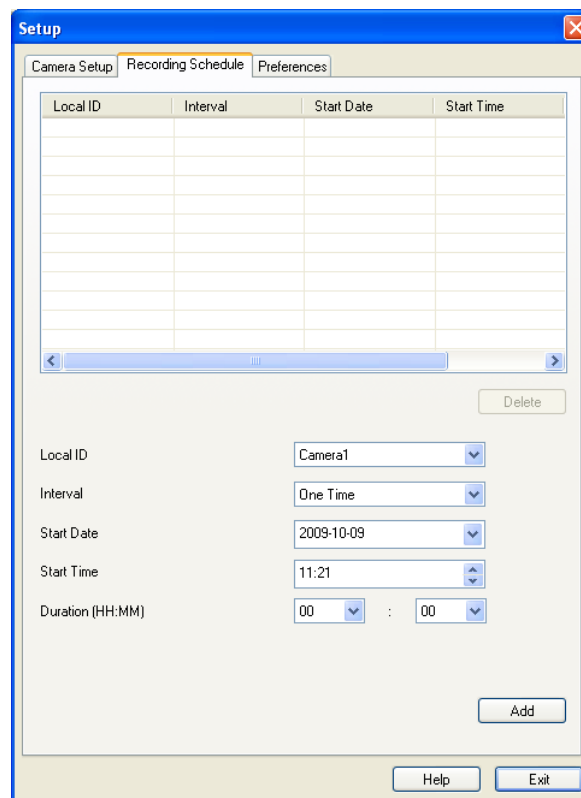 Setup
Camera Setup Recording Schedule Preferences
Local ID Interval Start Date Start Time
Delete
Local ID Camera1
Interval One Time
Start Date 2009-10-09
Start Time 11:21
Duration (HH:MM) 00 : 00
Add
Help Exit